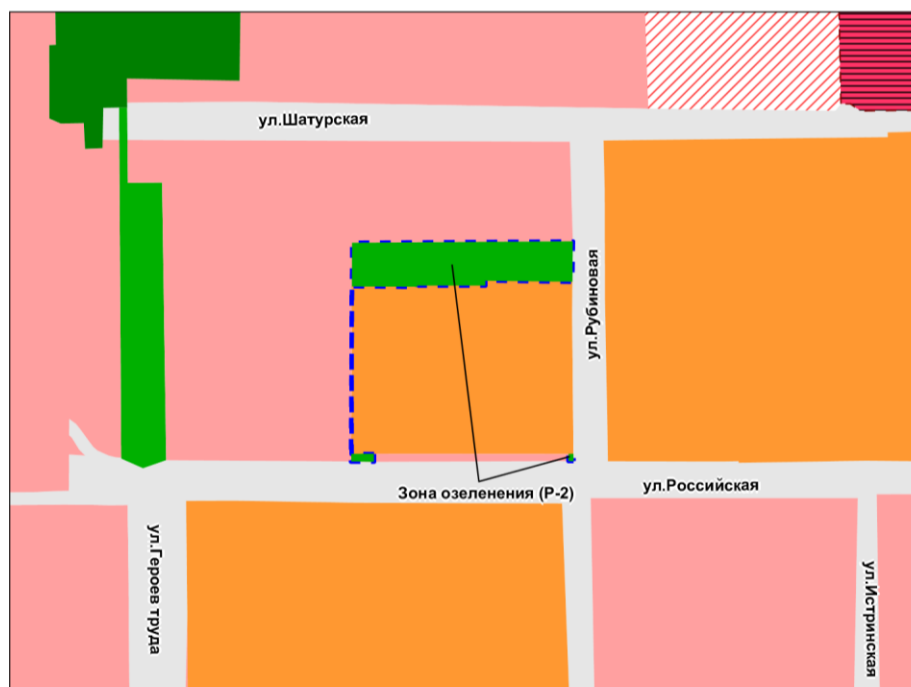 ул.Шатурская
ул.Рубиновая
Зона озеленения (Р-2)
ул.Российская
ул.Героев труда
ул.Истринская